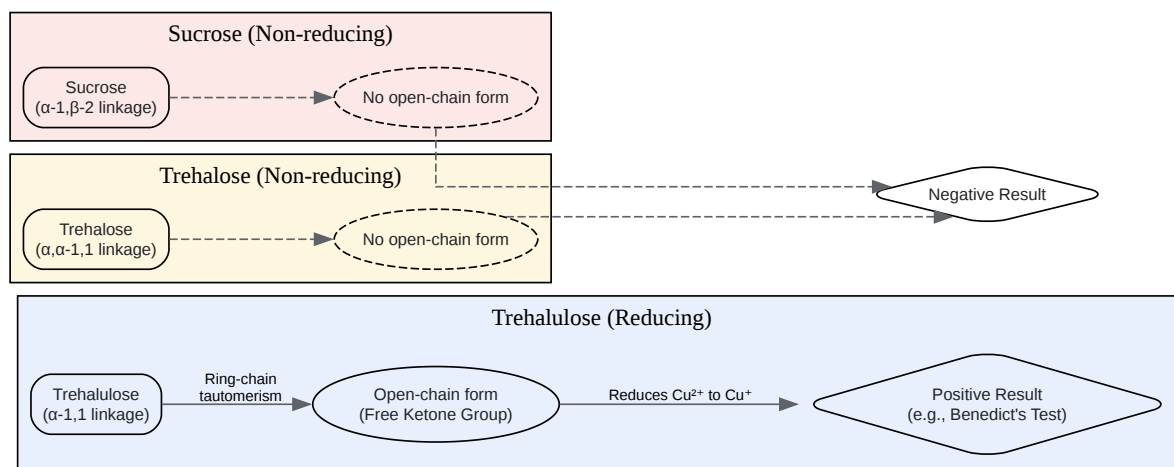 Sucrose (Non-reducing)
Sucrose
(α-1,β-2 linkage)
No open-chain form
Trehalose (Non-reducing)
Trehalose
(α,α-1,1 linkage)
No open-chain form
Negative Result
Trehalulose (Reducing)
Trehalulose
(α-1,1 linkage)
Ring-chain
tautomerism
Open-chain form
(Free Ketone Group)
Reduces Cu²⁺ to Cu⁺
Positive Result
(e.g., Benedict's Test)